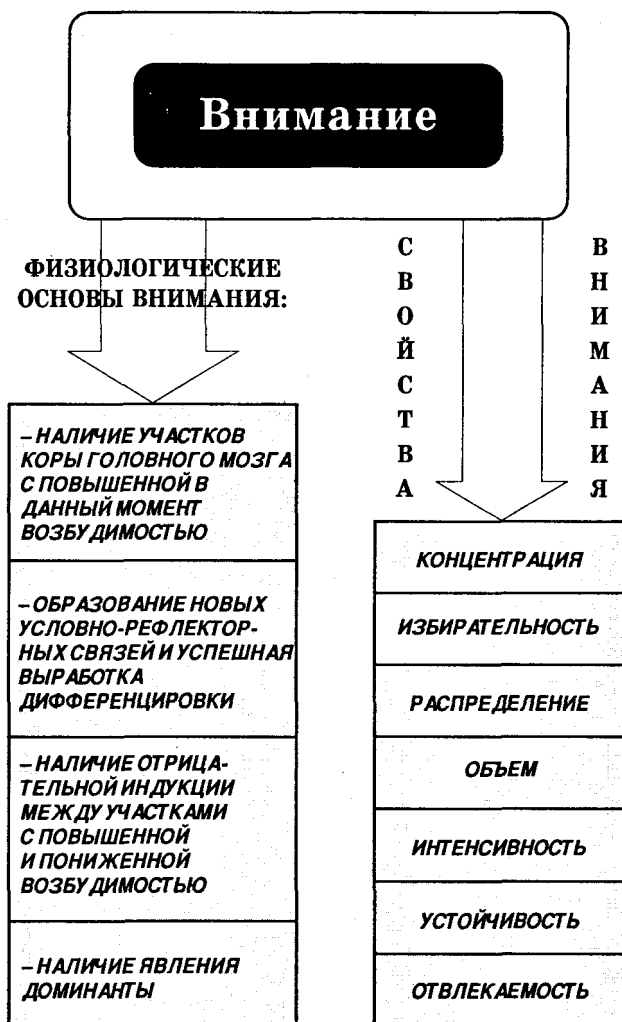 Внимание
ФИЗИОЛОГИЧЕСКИЕ
ОСНОВЫ ВНИМАНИЯ:
– НАЛИЧИЕ УЧАСТКОВ
КОРЫ ГОЛОВНОГО МОЗГА
С ПОВЫШЕННОЙ В
ДАННЫЙ МОМЕНТ
ВОЗБУДИМОСТЬЮ
– ОБРАЗОВАНИЕ НОВЫХ
УСЛОВНО-РЕФЛЕКТОР-
НЫХ СВЯЗЕЙ И УСПЕШНАЯ
ВЫРАБОТКА
ДИФФЕРЕНЦИРОВКИ
– НАЛИЧИЕ ОТРИЦА-
ТЕЛЬНОЙ ИНДУКЦИИ
МЕЖДУ УЧАСТКАМИ
С ПОВЫШЕННОЙ
И ПОНИЖЕННОЙ
ВОЗБУДИМОСТЬЮ
– НАЛИЧИЕ ЯВЛЕНИЯ
ДОМИНАНТЫ
СВОЙСТВА
ВНИМАНИЯ
КОНЦЕНТРАЦИЯ
ИЗБИРАТЕЛЬНОСТЬ
РАСПРЕДЕЛЕНИЕ
ОБЪЕМ
ИНТЕНСИВНОСТЬ
УСТОЙЧИВОСТЬ
ОТВЛЕКАЕМОСТЬ